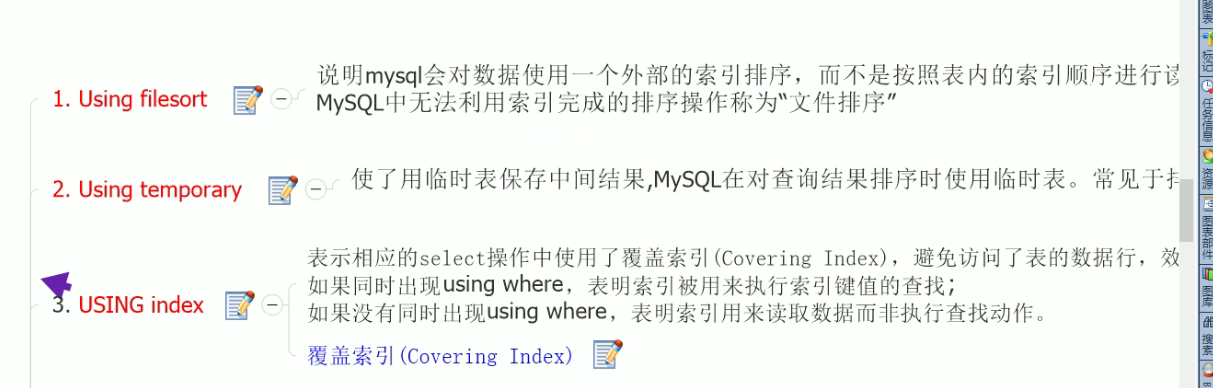 1. Using filesort
说明mysql会对数据使用一个外部的索引排序，而不是按照表内的索引顺序进行读
MySQL中无法利用索引完成的排序操作称为“文件排序”
2. Using temporary
使了用临时表保存中间结果,MySQL在对查询结果排序时使用临时表。常见于排
3. USING index
表示相应的select操作中使用了覆盖索引(Covering Index)，避免访问了表的数据行，效
如果同时出现using where，表明索引被用来执行索引键值的查找;
如果没有同时出现using where，表明索引用来读取数据而非执行查找动作。
覆盖索引(Covering Index)
图表
标记
任务信息
资源
图表部件
图库
搜索